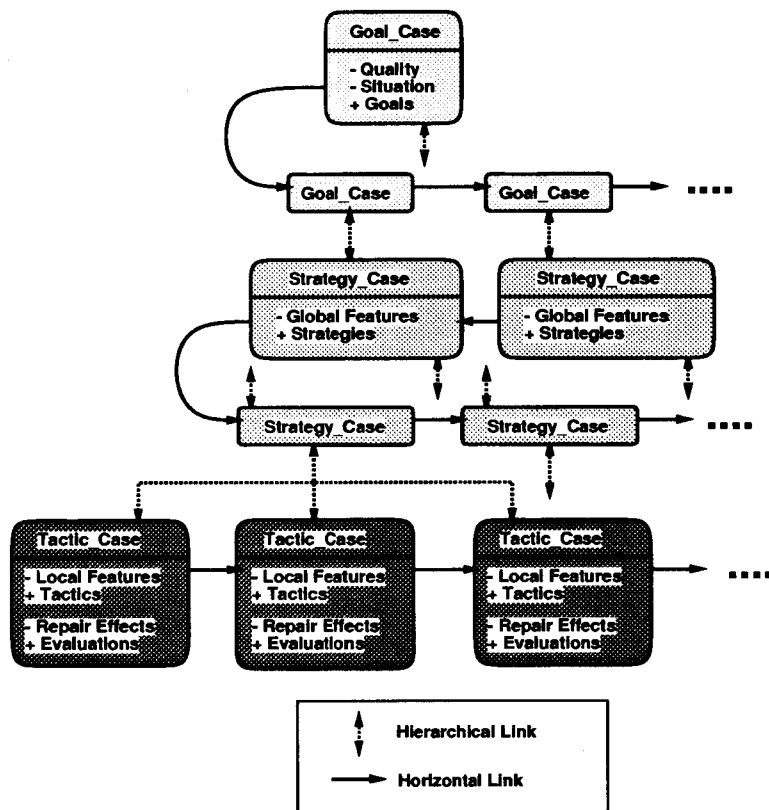 Goal_Case
- Quality
- Situation
+ Goals
Goal_Case
Goal_Case
Strategy_Case
- Global Features
+ Strategies
Strategy_Case
- Global Features
+ Strategies
Strategy_Case
Strategy_Case
Tactic_Case
- Local Features
+ Tactics
- Repair Effects
+ Evaluations
Tactic_Case
- Local Features
+ Tactics
- Repair Effects
+ Evaluations
Tactic_Case
- Local Features
+ Tactics
- Repair Effects
+ Evaluations
Hierarchical Link
Horizontal Link